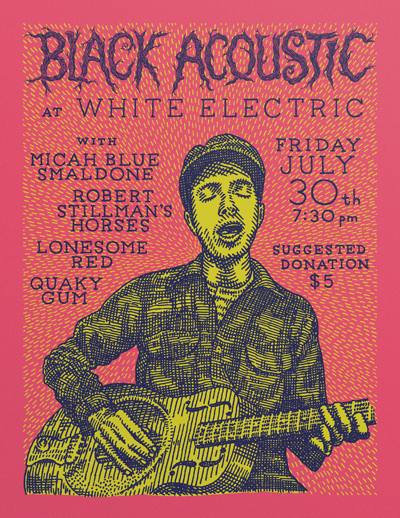 BLACK ACOUSTIC
AT WHITE ELECTRIC
WITH
MICAH BLUE
SMALDONE
ROBERT
STILLMAN'S
HORSES
LONESOME
RED
QUAKY
GUM
FRIDAY
JULY
30th
7:30 pm
SUGGESTED
DONATION
$5